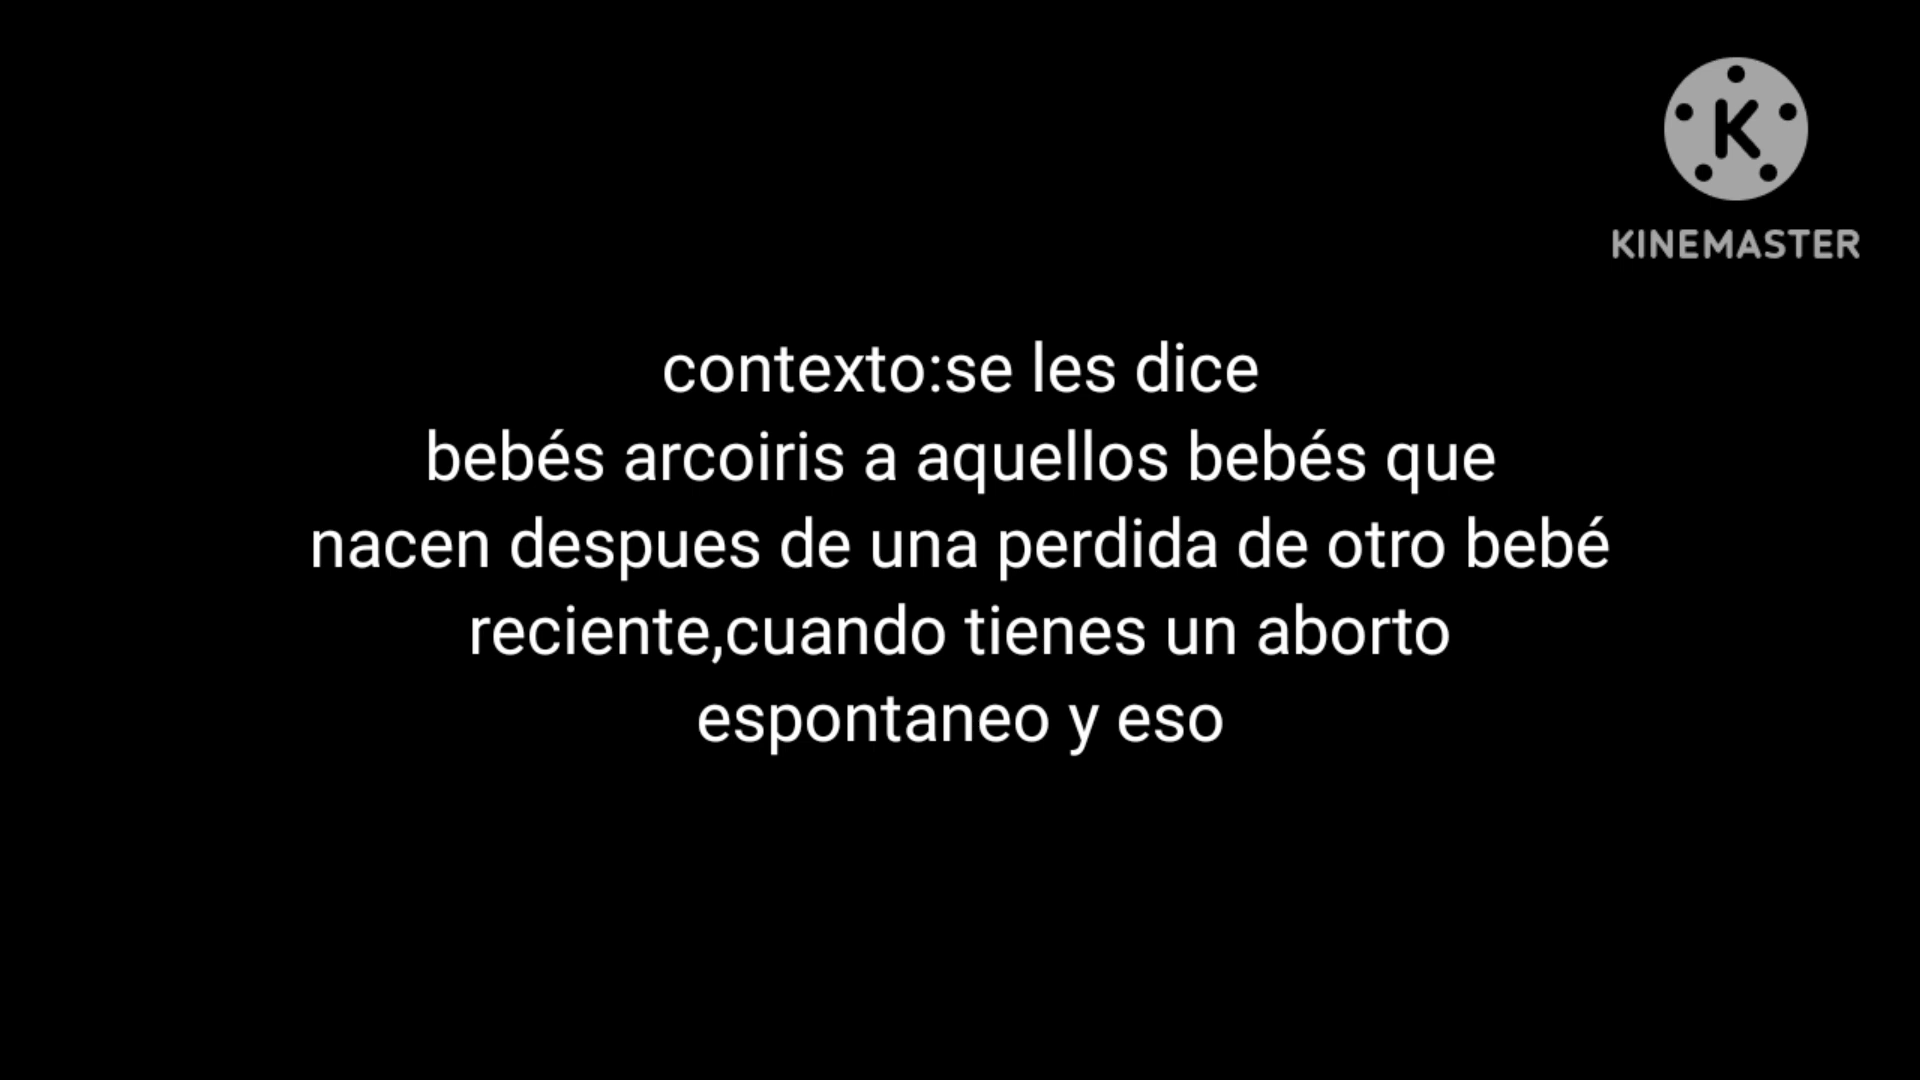 KINEMASTER
contexto:se les dice
bebés arcoiris a aquellos bebés que
nacen despues de una perdida de otro bebé
reciente,cuando tienes un aborto
espontaneo y eso